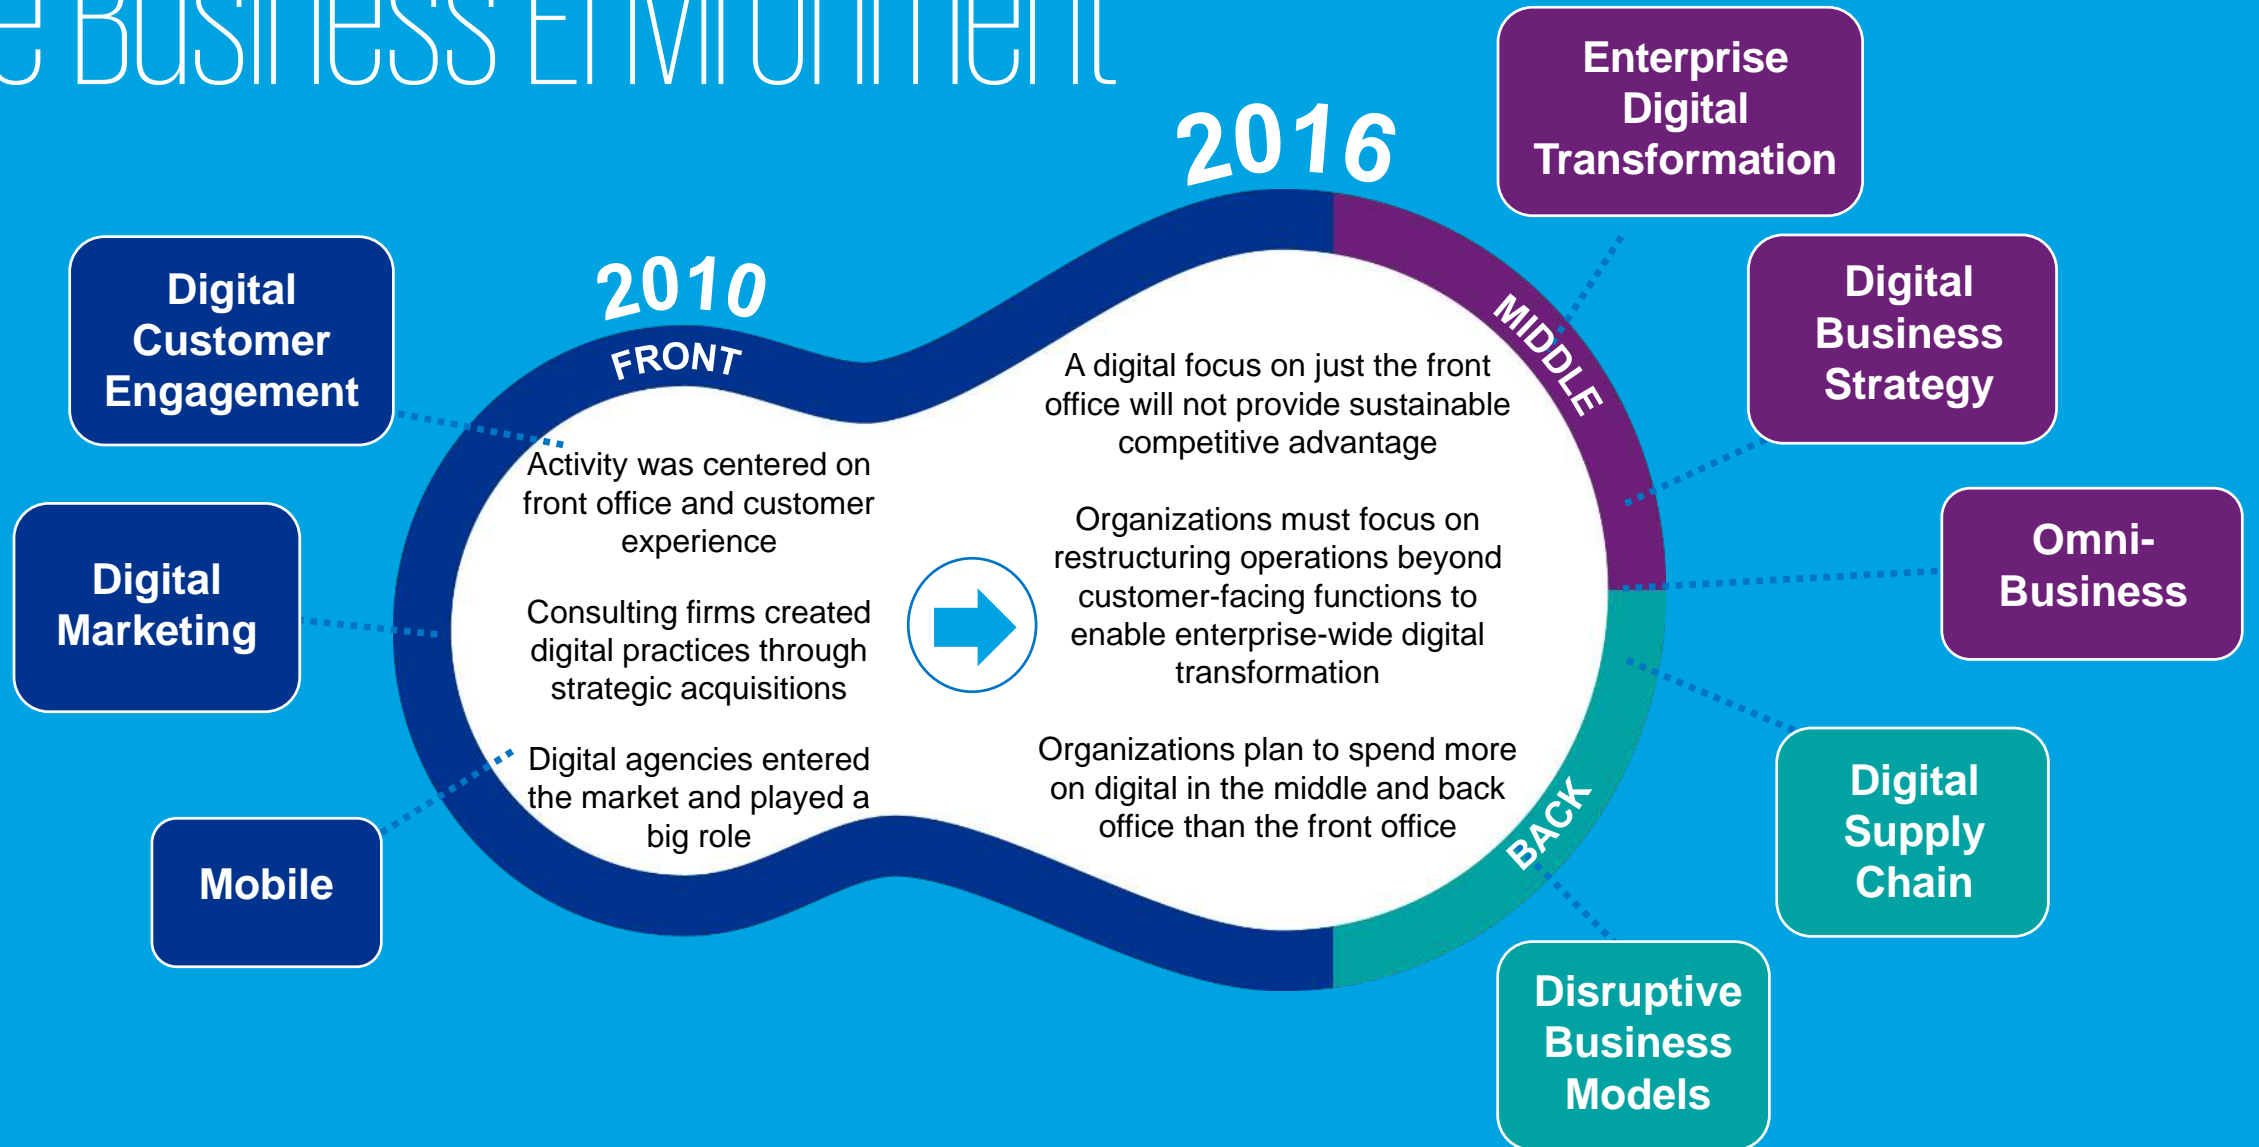 e Business Environment
2010
FRONT
2016
MIDDLE
BACK
Digital
Customer
Engagement
Digital
Marketing
Mobile
Activity was centered on
front office and customer
experience
Consulting firms created
digital practices through
strategic acquisitions
Digital agencies entered
the market and played a
big role
A digital focus on just the front
office will not provide sustainable
competitive advantage
Organizations must focus on
restructuring operations beyond
customer-facing functions to
enable enterprise-wide digital
transformation
Organizations plan to spend more
on digital in the middle and back
office than the front office
Enterprise
Digital
Transformation
Digital
Business
Strategy
Omni-
Business
Digital
Supply
Chain
Disruptive
Business
Models